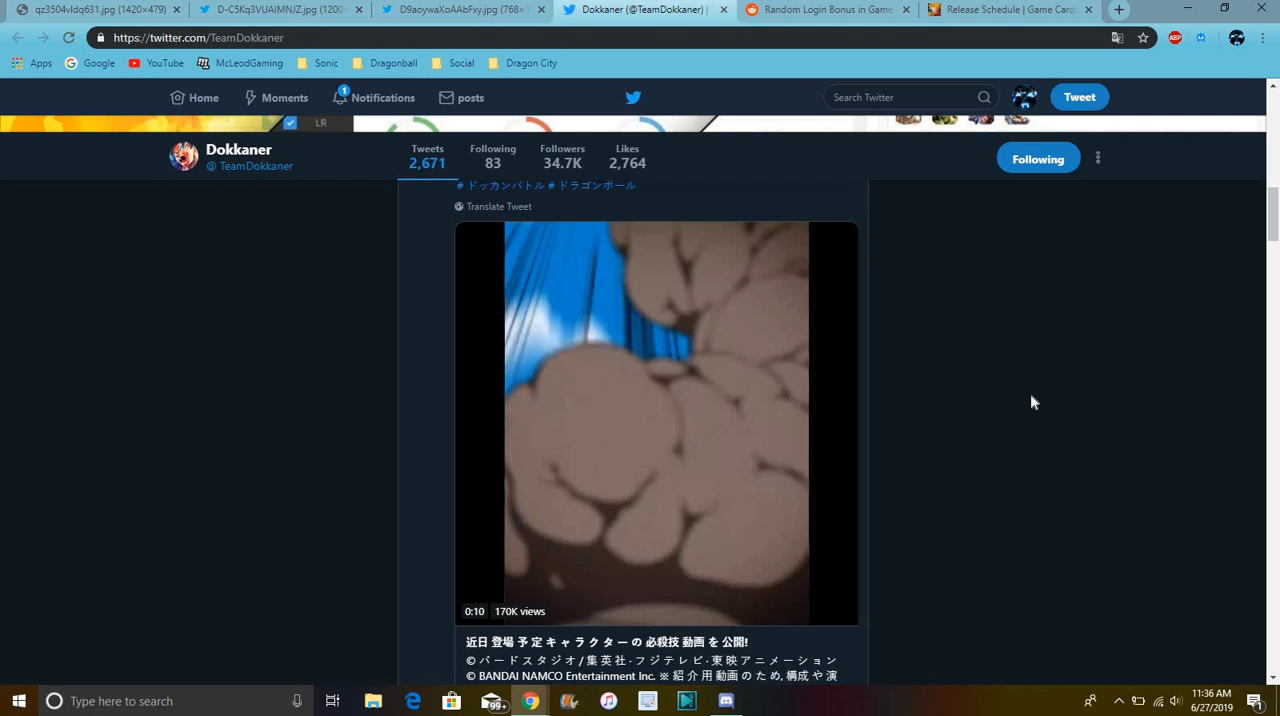 qz3504vldq631.jpg (1420×479)
D-C5Kq3VUAIMNJZ.jpg (1200×
D9aoywaXoAAbFxy.jpg (768×1
Dokkaner (@TeamDokkaner) |
Random Login Bonus in Game
Release Schedule | Game Cards
https://twitter.com/TeamDokkaner
ABP
Apps
Google
YouTube
McLeodGaming
Sonic
Dragonball
Social
Dragon City
Home
Moments
1
Notifications
posts
Search Twitter
Tweet
LR
Dokkaner
@TeamDokkaner
Tweets
2,671
Following
83
Followers
34.7K
Likes
2,764
Following
#ドッカンバトル #ドラゴンボール
Translate Tweet
0:10 170K views
近日登場予定キャラクターの必殺技動画を公開!
©バードスタジオ/集英社・フジテレビ・東映アニメーション
© BANDAI NAMCO Entertainment Inc. ※紹介用動画のため,構成や演
Type here to search
99+
11:36 AM
6/27/2019
1